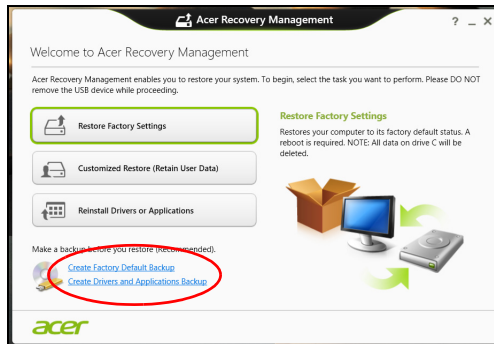 Acer Recovery Management
? _ X
Welcome to Acer Recovery Management
Acer Recovery Management enables you to restore your system. To begin, select the task you want to perform. Please DO NOT
remove the USB device while proceeding.
Restore Factory Settings
Customized Restore (Retain User Data)
Reinstall Drivers or Applications
Restore Factory Settings
Restores your computer to its factory default status. A
reboot is required. NOTE: All data on drive C will be
deleted.
Make a backup before you restore (Recommended).
Create Factory Default Backup
Create Drivers and Applications Backup
acer